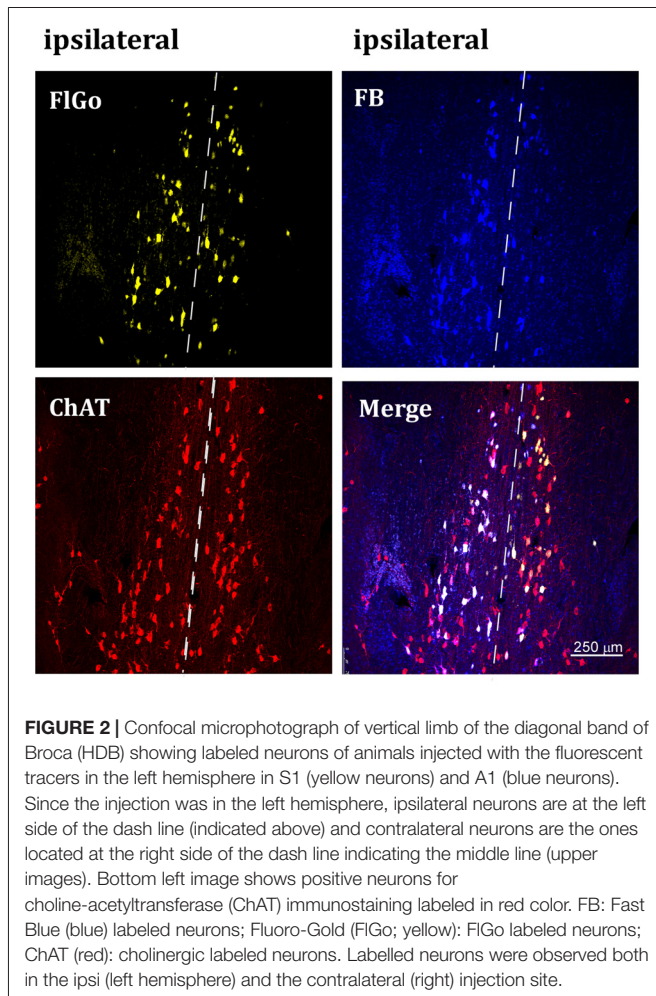 ipsilateral ipsilateral
FlGo FB
ChAT Merge
250 µm
FIGURE 2 | Confocal microphotograph of vertical limb of the diagonal band of
Broca (HDB) showing labeled neurons of animals injected with the fluorescent
tracers in the left hemisphere in S1 (yellow neurons) and A1 (blue neurons).
Since the injection was in the left hemisphere, ipsilateral neurons are at the left
side of the dash line (indicated above) and contralateral neurons are the ones
located at the right side of the dash line indicating the middle line (upper
images). Bottom left image shows positive neurons for
choline-acetyltransferase (ChAT) immunostaining labeled in red color. FB: Fast
Blue (blue) labeled neurons; Fluoro-Gold (FlGo; yellow): FlGo labeled neurons;
ChAT (red): cholinergic labeled neurons. Labelled neurons were observed both
in the ipsi (left hemisphere) and the contralateral (right) injection site.